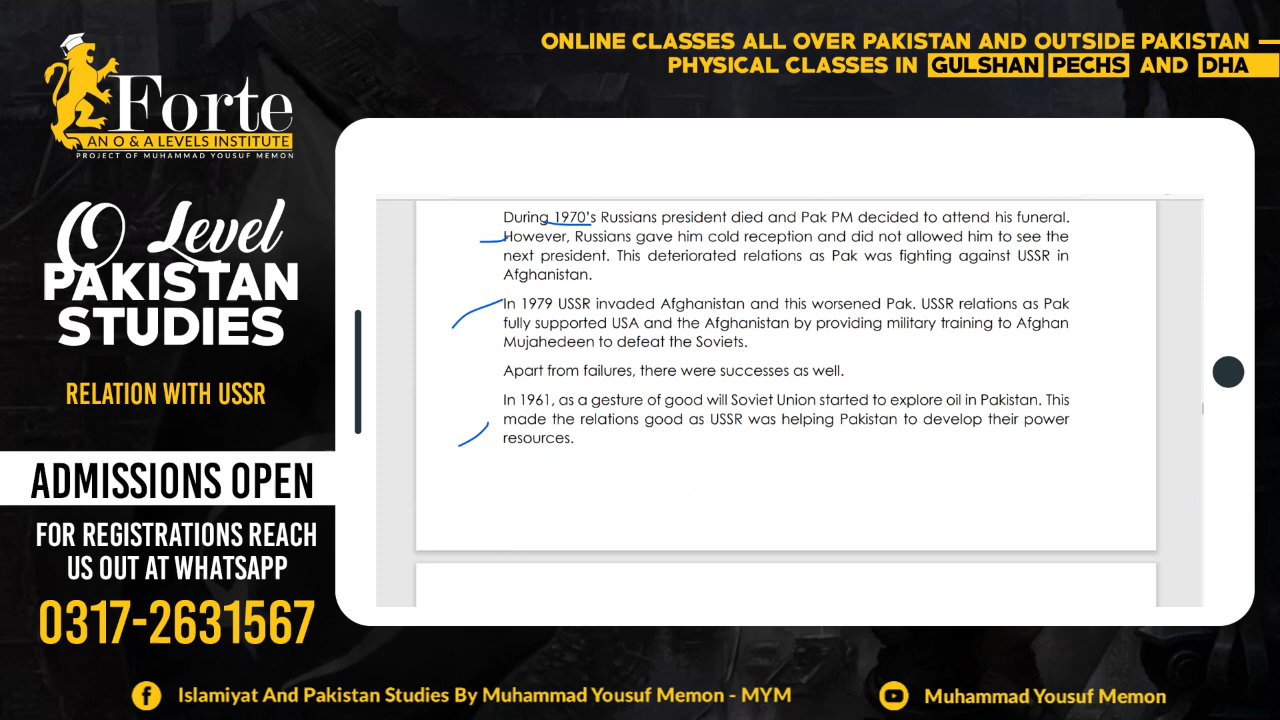 Forte
AN O & A LEVELS INSTITUTE
PROJECT OF MUHAMMAD YOUSUF MEMON
ONLINE CLASSES ALL OVER PAKISTAN AND OUTSIDE PAKISTAN
PHYSICAL CLASSES IN GULSHAN PECHS AND DHA
O Level
PAKISTAN
STUDIES
RELATION WITH USSR
ADMISSIONS OPEN
FOR REGISTRATIONS REACH
US OUT AT WHATSAPP
0317-2631567
During 1970's Russians president died and Pak PM decided to attend his funeral.
However, Russians gave him cold reception and did not allowed him to see the
next president. This deteriorated relations as Pak was fighting against USSR in
Afghanistan.
In 1979 USSR invaded Afghanistan and this worsened Pak. USSR relations as Pak
fully supported USA and the Afghanistan by providing military training to Afghan
Mujahedeen to defeat the Soviets.
Apart from failures, there were successes as well.
In 1961, as a gesture of good will Soviet Union started to explore oil in Pakistan. This
made the relations good as USSR was helping Pakistan to develop their power
resources.
Islamiyat And Pakistan Studies By Muhammad Yousuf Memon - MYM
Muhammad Yousuf Memon